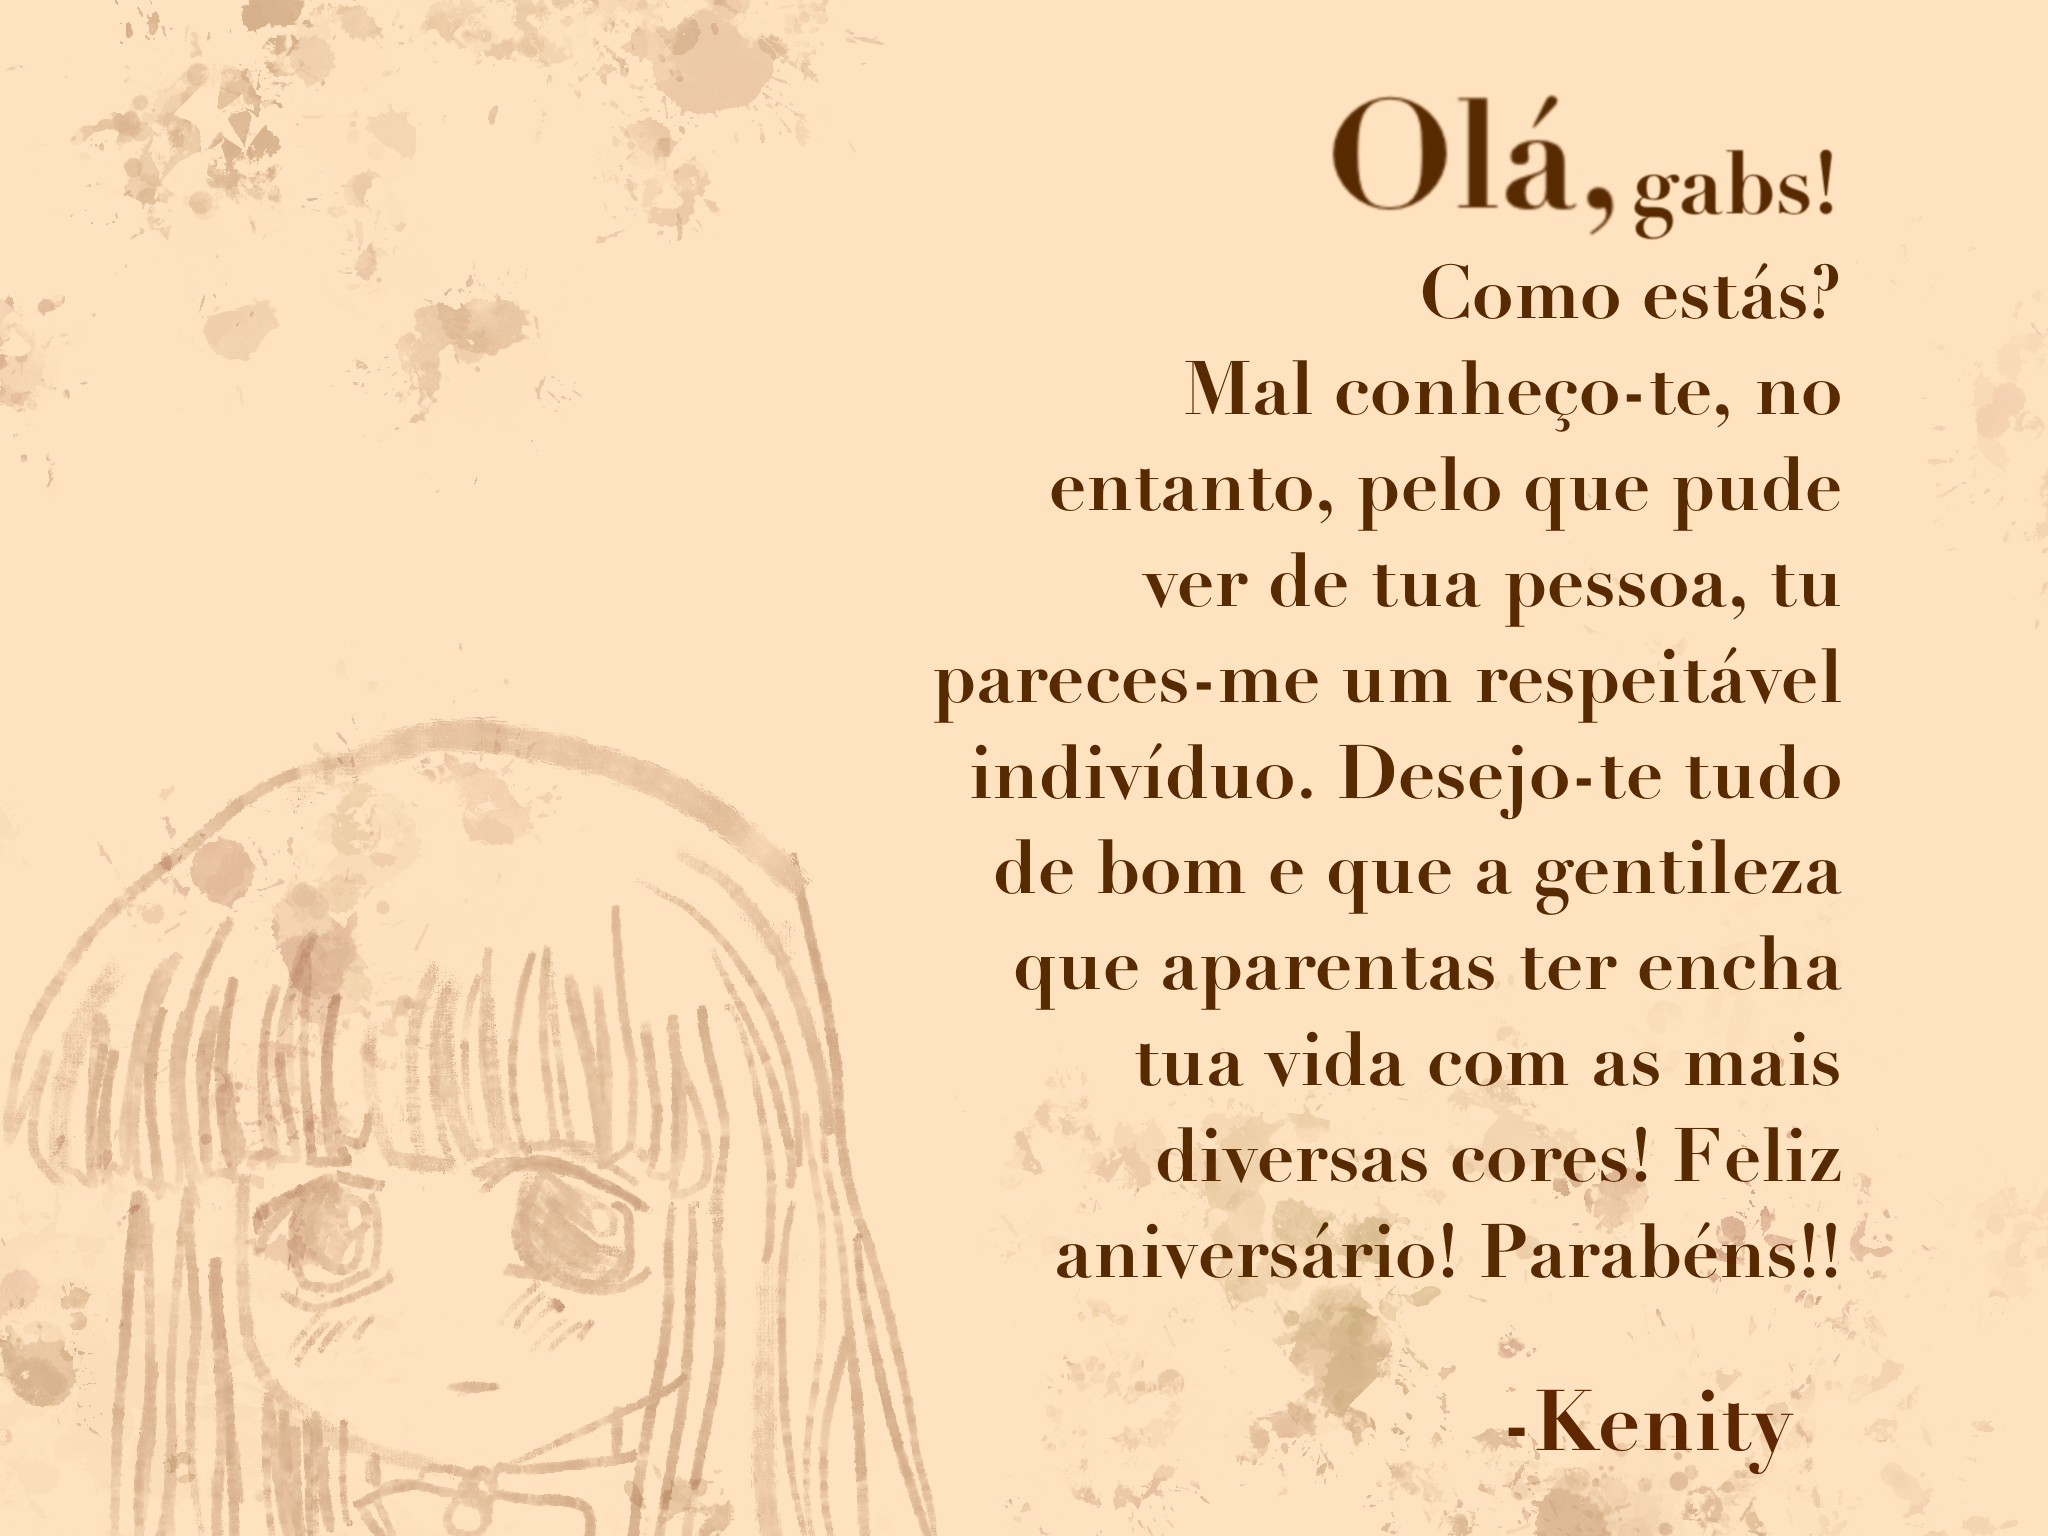 Olá, gabs!
Como estás?
Mal conheço-te, no
entanto, pelo que pude
ver de tua pessoa, tu
pareces-me um respeitável
indivíduo. Desejo-te tudo
de bom e que a gentileza
que aparentas ter encha
tua vida com as mais
diversas cores! Feliz
aniversário! Parabéns!!
-Kenity